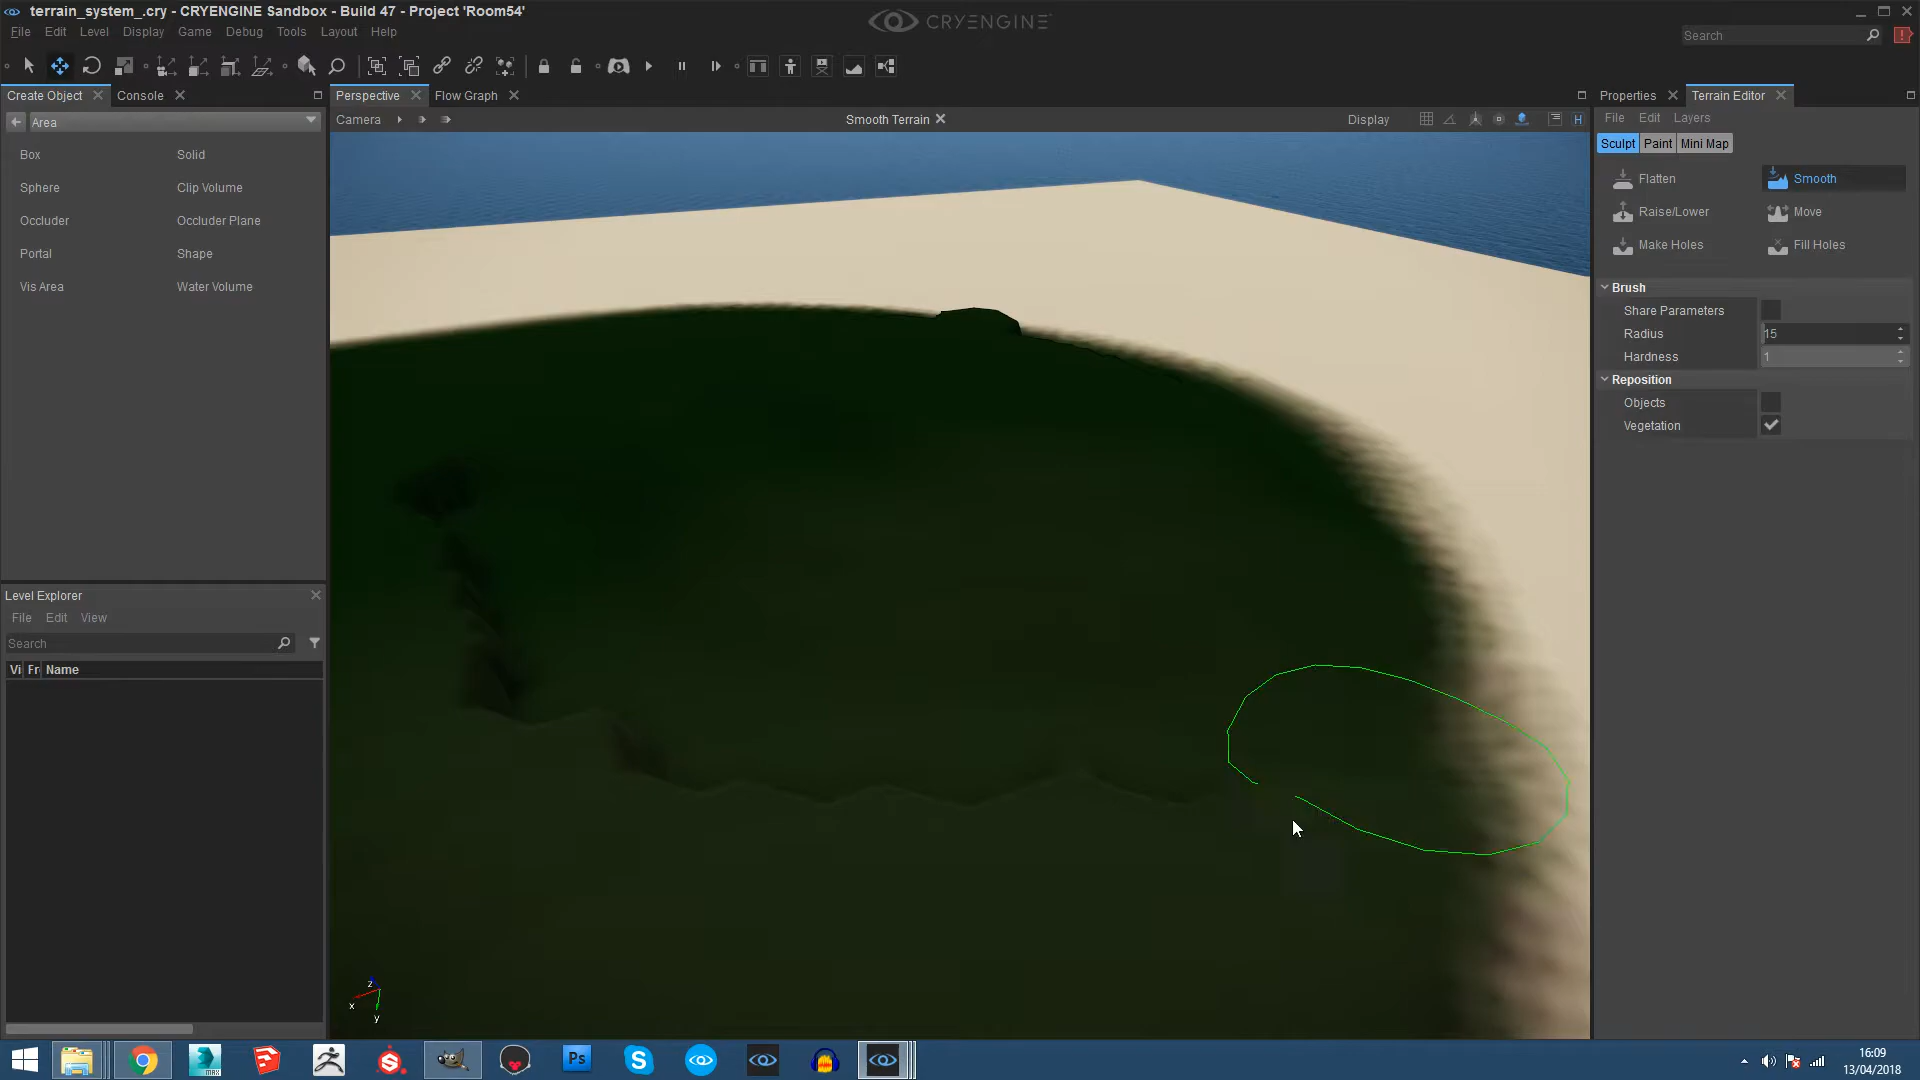 terrain_system_.cry - CRYENGINE Sandbox - Build 47 - Project 'Room54'
CRYENGINE
File Edit Level Display Game Debug Tools Layout Help
Search
Create Object Console
Perspective Flow Graph
Properties Terrain Editor
Area
Camera
Smooth Terrain
Display
H
File Edit Layers
Sculpt Paint Mini Map
Box Solid
Sphere Clip Volume
Occluder Occluder Plane
Portal Shape
Vis Area Water Volume
Flatten Smooth
Raise/Lower Move
Make Holes Fill Holes
Brush
Share Parameters
Radius 15
Hardness 1
Reposition
Objects
Vegetation
Level Explorer
File Edit View
Search
Vi Fr Name
z
x
y
MAX
Ps
16:09
13/04/2018